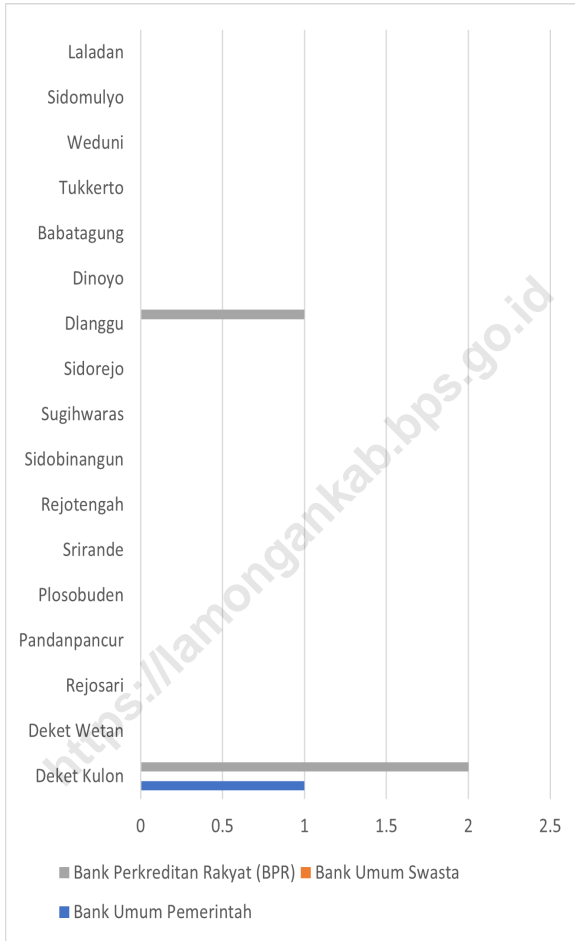 Laladan
Sidomulyo
Weduni
Tukkerto
Babatagung
Dinoyo
Dlanggu
Sidorejo
Sugihwaras
Sidobinangun
Rejotengah
Srirande
Plosobuden
Pandanpancur
Rejosari
Deket Wetan
Deket Kulon
0 0.5 1 1.5 2 2.5
Bank Perkreditan Rakyat (BPR) Bank Umum Swasta
Bank Umum Pemerintah
https://lamongankab.bps.go.id